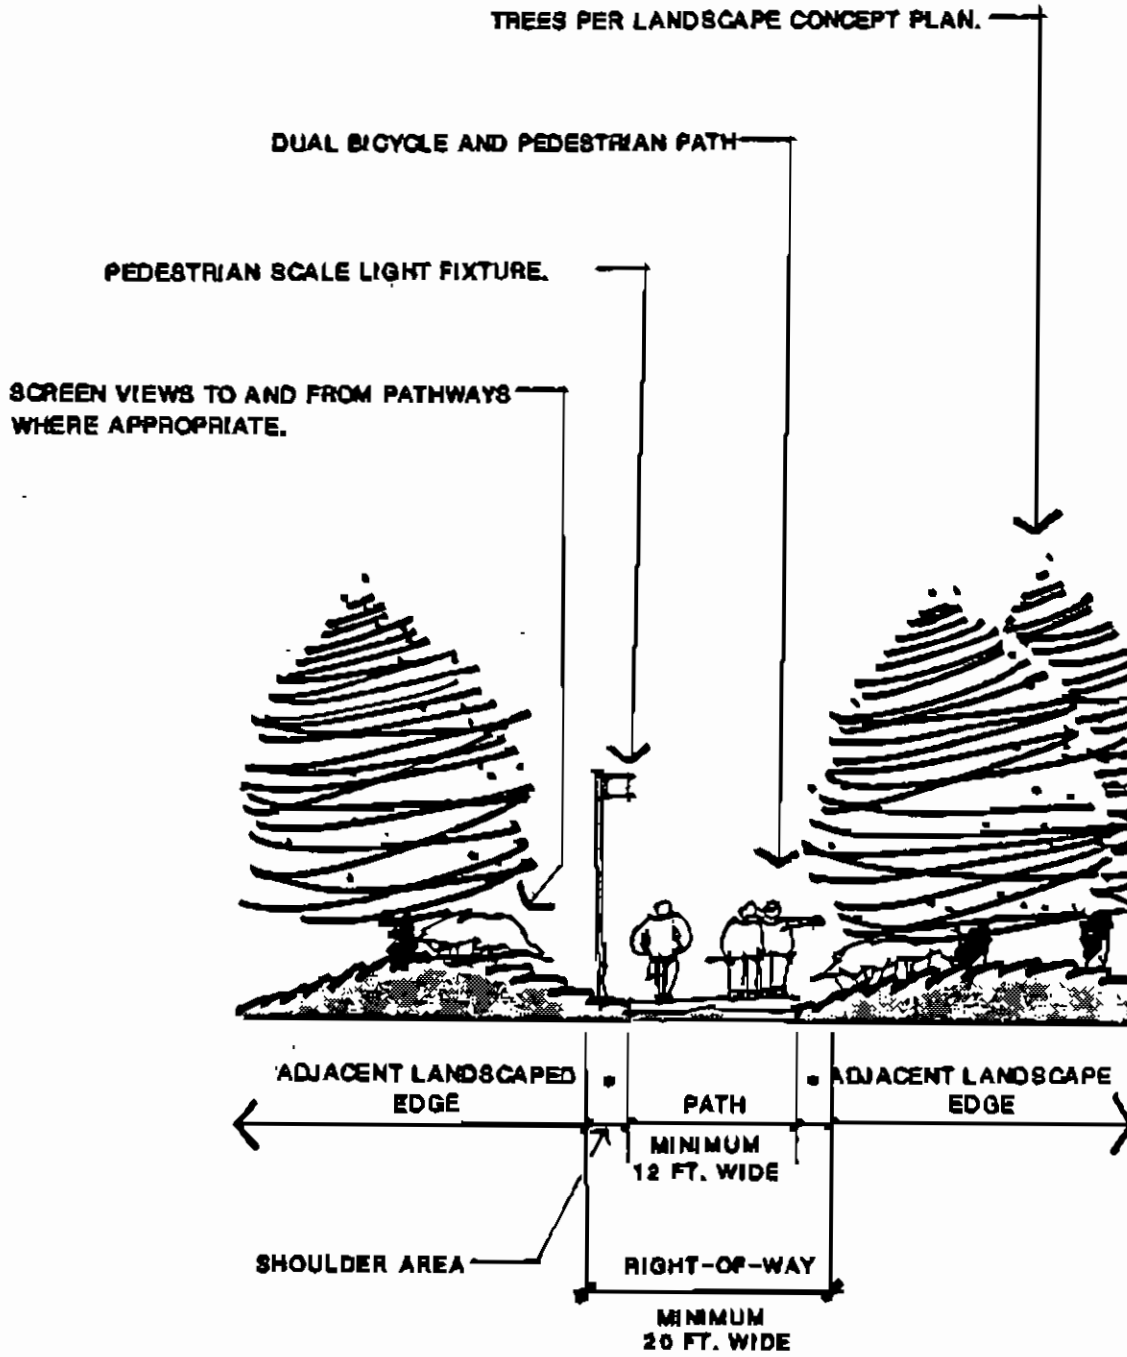 TREES PER LANDSCAPE CONCEPT PLAN.
DUAL BICYCLE AND PEDESTRIAN PATH
PEDESTRIAN SCALE LIGHT FIXTURE.
SCREEN VIEWS TO AND FROM PATHWAYS
WHERE APPROPRIATE.
ADJACENT LANDSCAPED
EDGE
PATH
MINIMUM
12 FT. WIDE
ADJACENT LANDSCAPE
EDGE
SHOULDER AREA
RIGHT-OF-WAY
MINIMUM
20 FT. WIDE